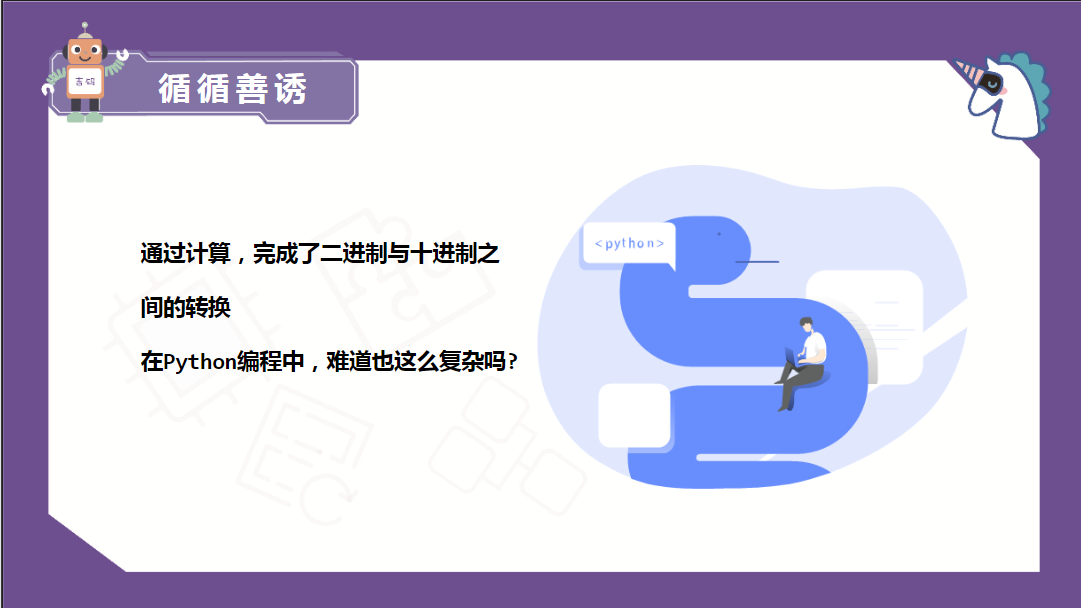 吉码
循循善诱
通过计算，完成了二进制与十进制之
间的转换
在Python编程中，难道也这么复杂吗?
<python>